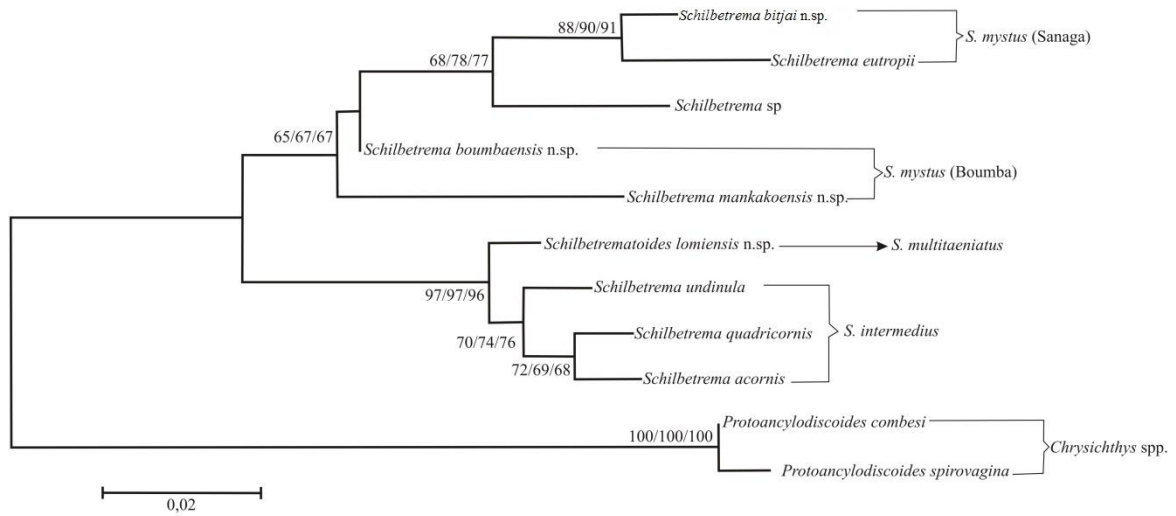 Schilbetrema bitjai n.sp.
88/90/91
S. mystus (Sanaga)
68/78/77
Schilbetrema eutropii
Schilbetrema sp
65/67/67
Schilbetrema boumbaensis n.sp.
S. mystus (Boumba)
Schilbetrema mankakoensis n.sp.
Schilbetrematoides lomiensis n.sp.
S. multitaeniatus
97/97/96
Schilbetrema undinula
70/74/76
Schilbetrema quadricornis
S. intermedius
72/69/68
Schilbetrema acornis
Protoancylodiscoides combesi
100/100/100
Chrysichthys spp.
Protoancylodiscoides spirovagina
0,02